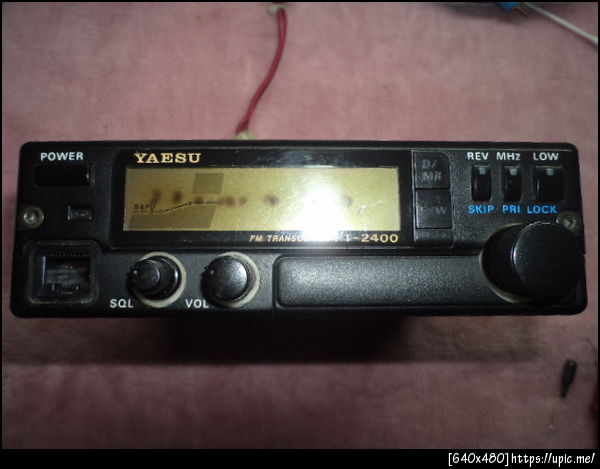 POWER
YAESU
D/
MR
REV MHz LOW
SKIP PRI LOCK
/W
FM TRANSC
-2400
SQL
VOL
[640x480]https://upic.me/